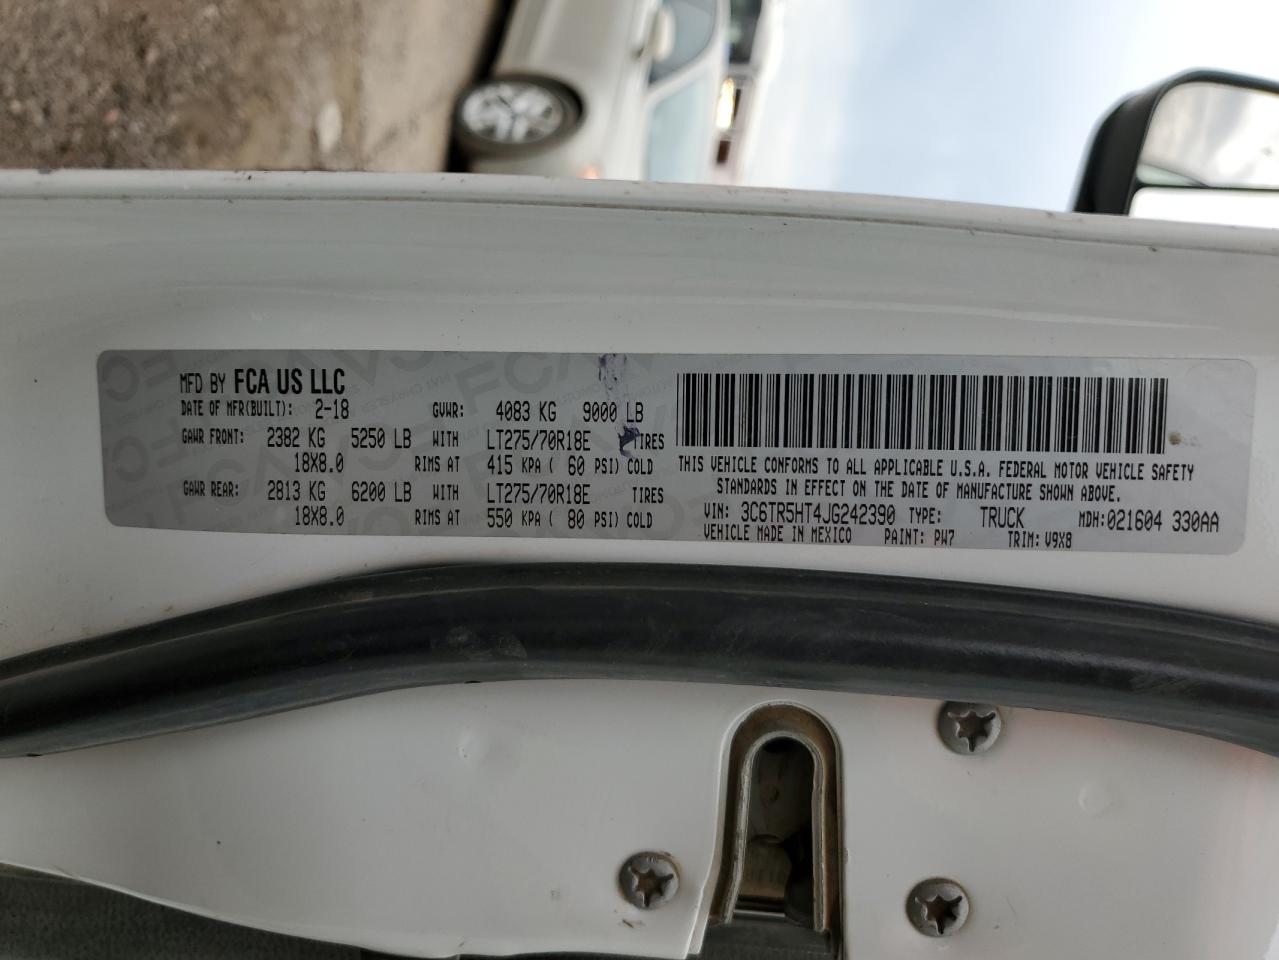 MFD BY FCA US LLC
DATE OF MFR(BUILT): 2-18 GVWR: 4083 KG 9000 LB
GAWR FRONT: 2382 KG 5250 LB WITH LT275/70R18E TIRES
18X8.0 RIMS AT 415 KPA ( 60 PSI) COLD
GAWR REAR: 2813 KG 6200 LB WITH LT275/70R18E TIRES
18X8.0 RIMS AT 550 KPA ( 80 PSI) COLD
THIS VEHICLE CONFORMS TO ALL APPLICABLE U.S.A. FEDERAL MOTOR VEHICLE SAFETY
STANDARDS IN EFFECT ON THE DATE OF MANUFACTURE SHOWN ABOVE.
VIN: 3C6TR5HT4JG242390 TYPE: TRUCK MDH:021604 330AA
VEHICLE MADE IN MEXICO PAINT: PW7 TRIM: V9X8